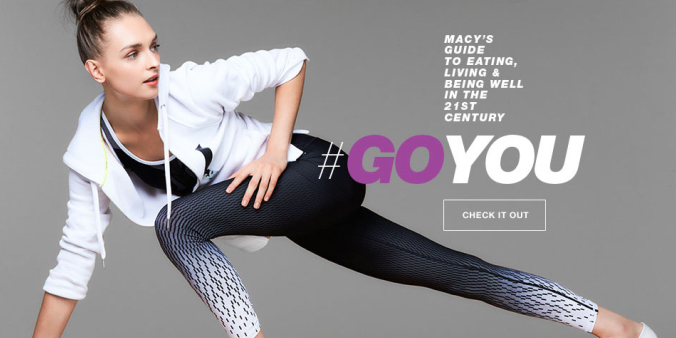 MACY'S
GUIDE
TO EATING,
LIVING &
BEING WELL
IN THE
21ST
CENTURY
#GOYOU
CHECK IT OUT